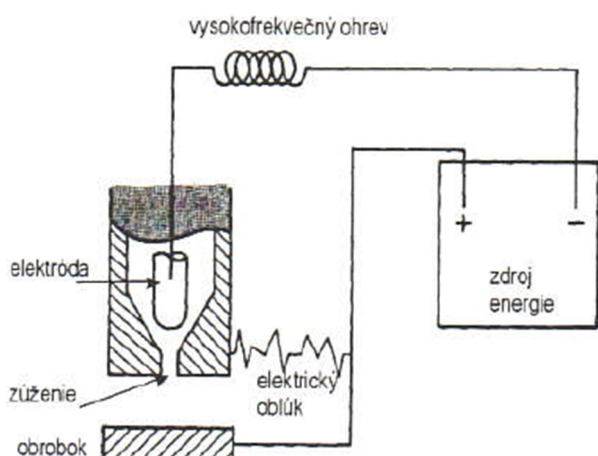 vysokofrekvečný ohrev
elektróda
zdroj
energie
zúženie
elektrický
oblúk
obrobok
+
−